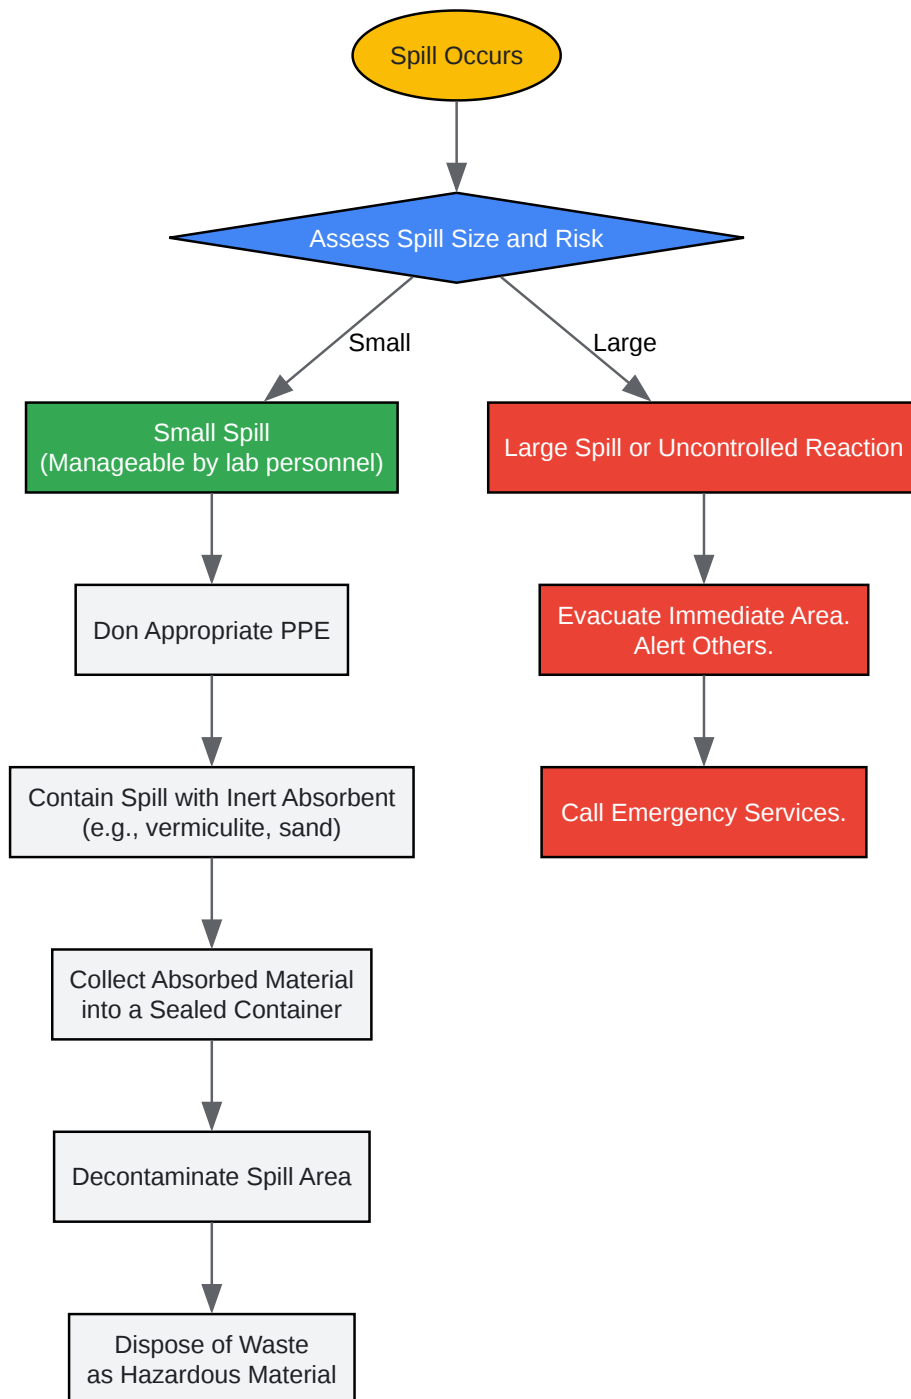 Spill Occurs
Assess Spill Size and Risk
Small
Large
Small Spill
(Manageable by lab personnel)
Large Spill or Uncontrolled Reaction
Don Appropriate PPE
Evacuate Immediate Area.
Alert Others.
Contain Spill with Inert Absorbent
(e.g., vermiculite, sand)
Call Emergency Services.
Collect Absorbed Material
into a Sealed Container
Decontaminate Spill Area
Dispose of Waste
as Hazardous Material